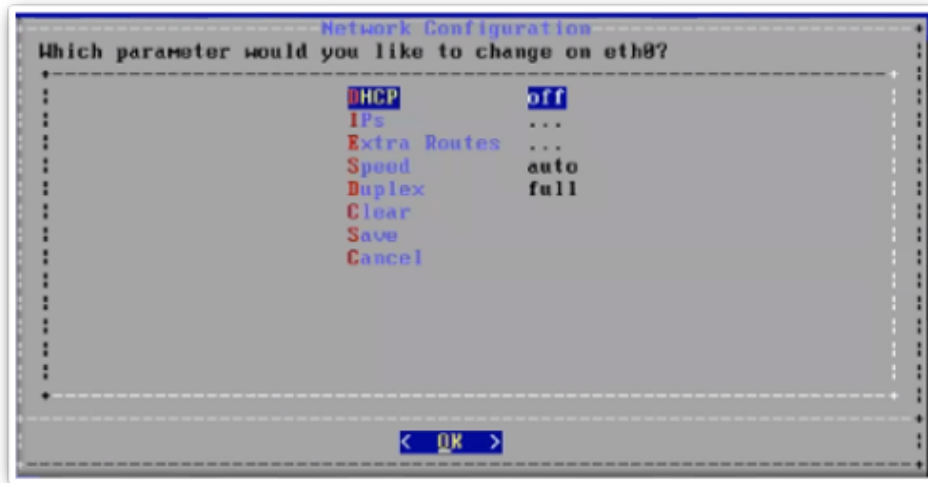 Network Configuration
Which parameter would you like to change on eth0?
DHCP off
IPs ...
Extra Routes ...
Speed auto
Duplex full
Clear
Save
Cancel
< OK >